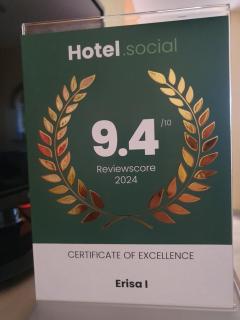 Hotel.social
9.4/10
Reviewscore
2024
CERTIFICATE OF EXCELLENCE
Erisa I